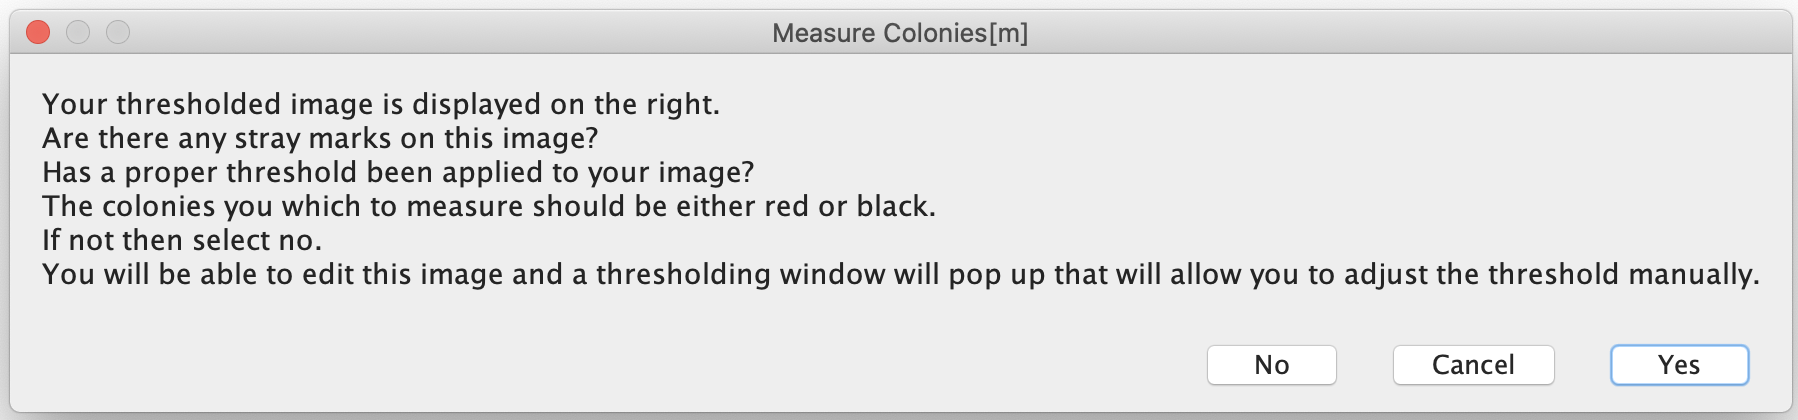 Measure Colonies[m]
Your thresholded image is displayed on the right.
Are there any stray marks on this image?
Has a proper threshold been applied to your image?
The colonies you which to measure should be either red or black.
If not then select no.
You will be able to edit this image and a thresholding window will pop up that will allow you to adjust the threshold manually.
No Cancel Yes